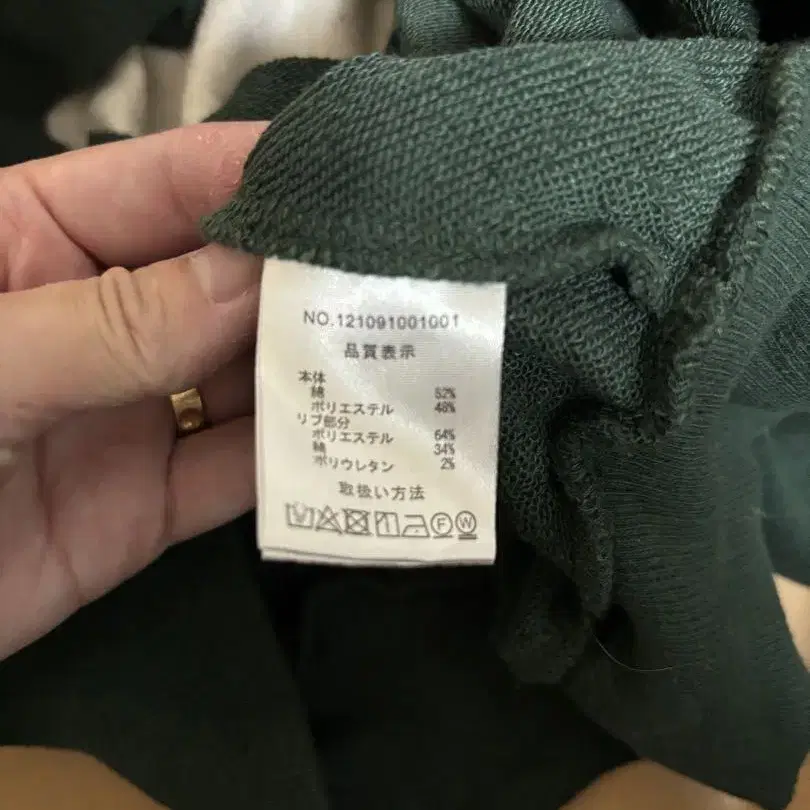 NO.121091001001
品質表示
本体
綿 52%
ポリエステル 48%
リブ部分
ポリエステル 64%
綿 34%
ポリウレタン 2%
取扱い方法
F W